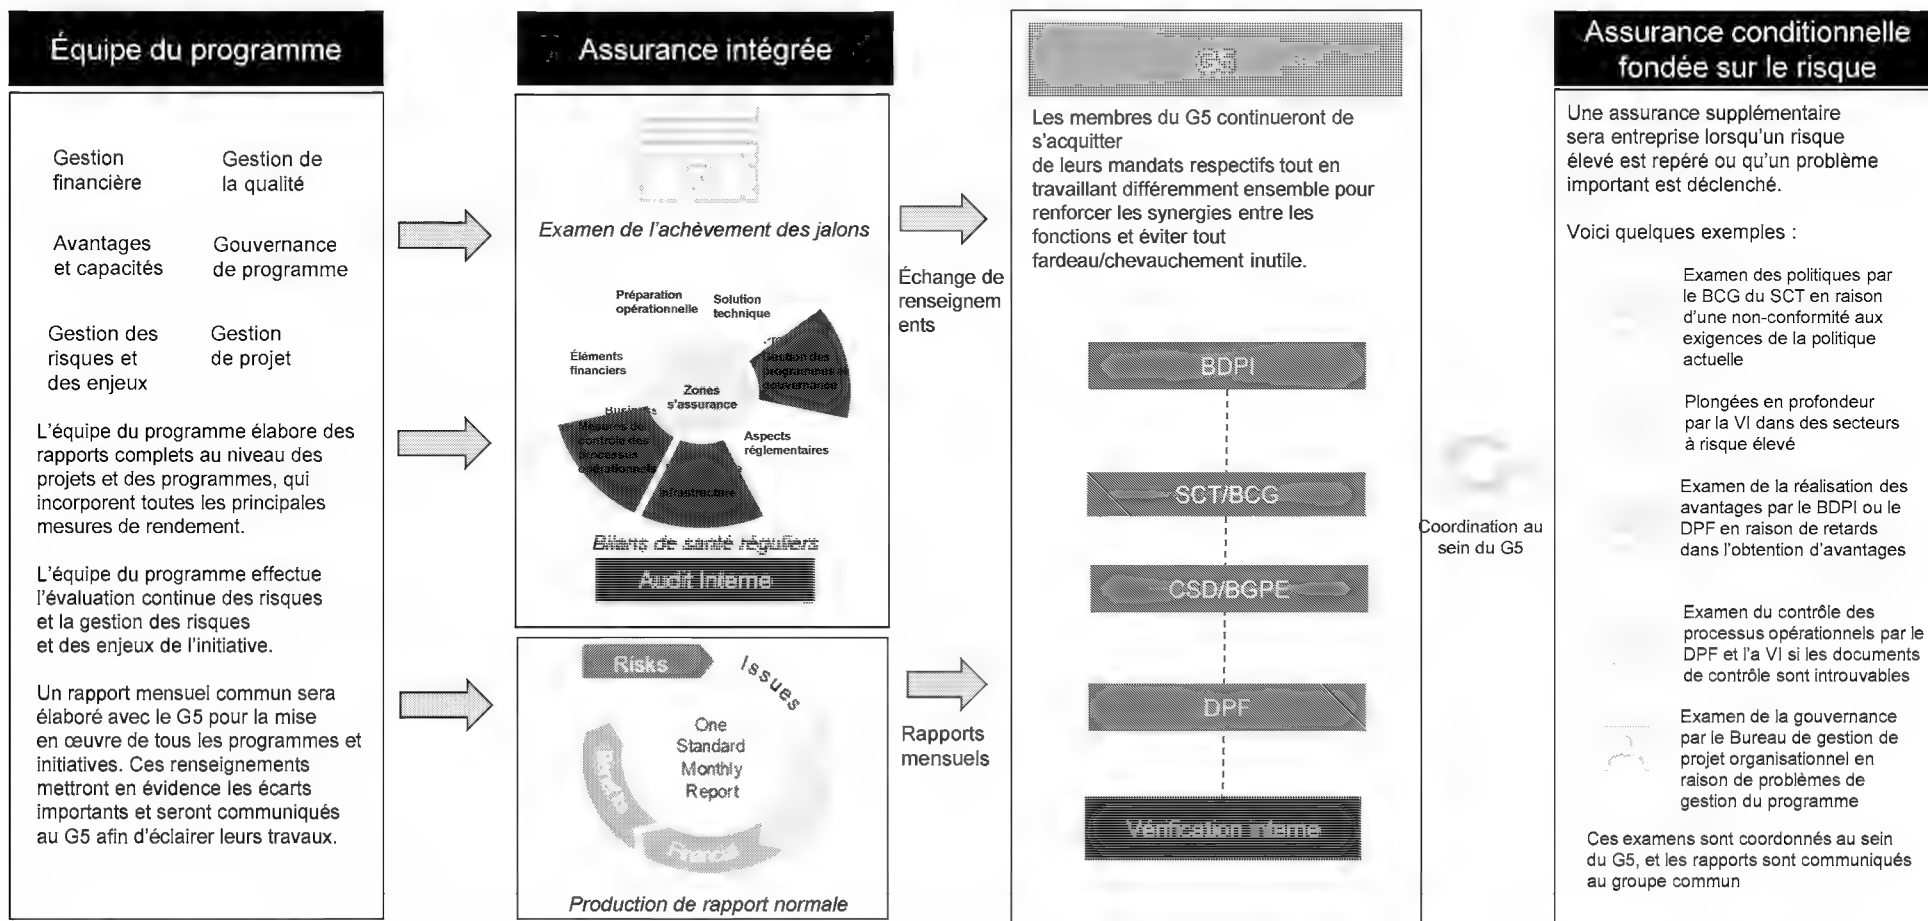 Équipe du programme
Gestion
financière
Gestion de
la qualité
Avantages
et capacités
Gouvernance
de programme
Gestion des
risques et
des enjeux
Gestion
de projet
L'équipe du programme élabore des
rapports complets au niveau des
projets et des programmes, qui
incorporent toutes les principales
mesures de rendement.
L'équipe du programme effectue
l'évaluation continue des risques
et la gestion des risques
et des enjeux de l'initiative.
Un rapport mensuel commun sera
élaboré avec le G5 pour la mise
en œuvre de tous les programmes et
initiatives. Ces renseignements
mettront en évidence les écarts
importants et seront communiqués
au G5 afin d'éclairer leurs travaux.
Assurance intégrée
Examen de l'achèvement des jalons
Préparation
opérationnelle
Solution
technique
Éléments
financiers
Gestion des
programmes et
gouvernance
Zones
s'assurance
Business
Mesures de
contrôle des
processus
opérationnels
Aspects
réglementaires
Infrastructure
Bilans de santé réguliers
Audit Interne
Risks
Issues
One
Standard
Monthly
Report
Benefits
Financial
Production de rapport normale
Échange de
renseignem
ents
Rapports
mensuels
G5
Les membres du G5 continueront de
s'acquitter
de leurs mandats respectifs tout en
travaillant différemment ensemble pour
renforcer les synergies entre les
fonctions et éviter tout
fardeau/chevauchement inutile.
BDPI
SCT/BCG
CSD/BGPE
DPF
Vérification interne
Coordination au
sein du G5
Assurance conditionnelle
fondée sur le risque
Une assurance supplémentaire
sera entreprise lorsqu'un risque
élevé est repéré ou qu'un problème
important est déclenché.
Voici quelques exemples :
Examen des politiques par
le BCG du SCT en raison
d'une non-conformité aux
exigences de la politique
actuelle
Plongées en profondeur
par la VI dans des secteurs
à risque élevé
Examen de la réalisation des
avantages par le BDPI ou le
DPF en raison de retards
dans l'obtention d'avantages
Examen du contrôle des
processus opérationnels par le
DPF et l'a VI si les documents
de contrôle sont introuvables
Examen de la gouvernance
par le Bureau de gestion de
projet organisationnel en
raison de problèmes de
gestion du programme
Ces examens sont coordonnés au sein
du G5, et les rapports sont communiqués
au groupe commun